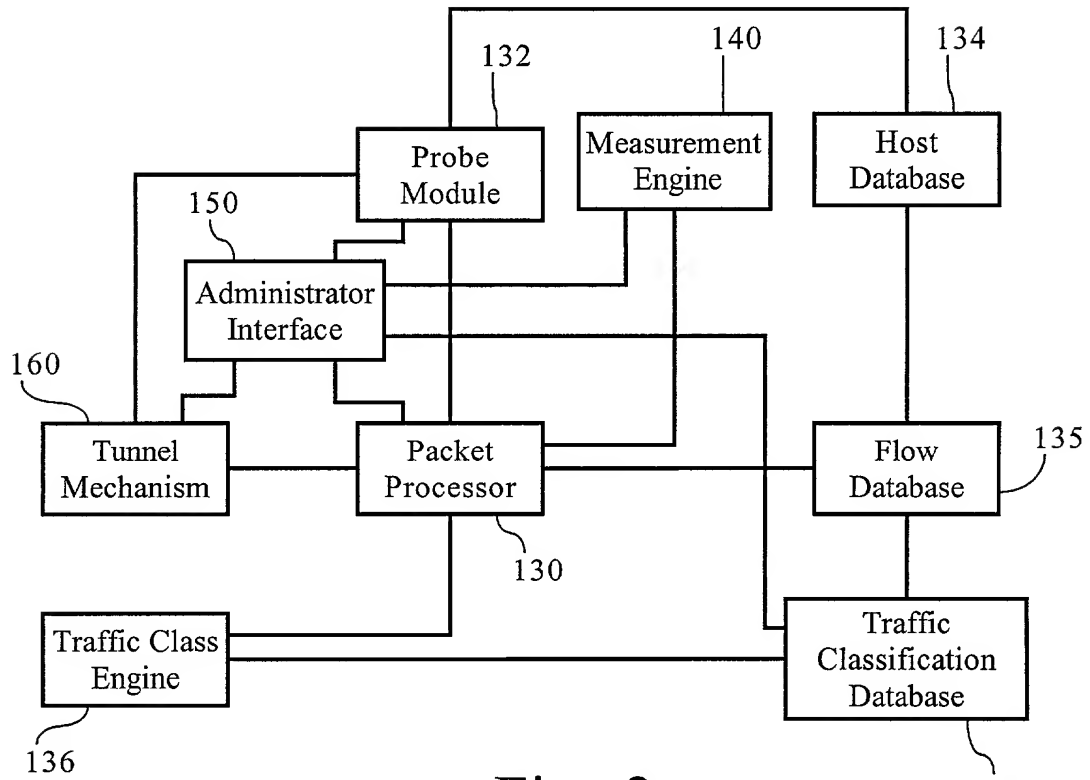 132
140
134
Probe
Module
Measurement
Engine
Host
Database
150
Administrator
Interface
160
Tunnel
Mechanism
Packet
Processor
Flow
Database
135
130
Traffic Class
Engine
Traffic
Classification
Database
136